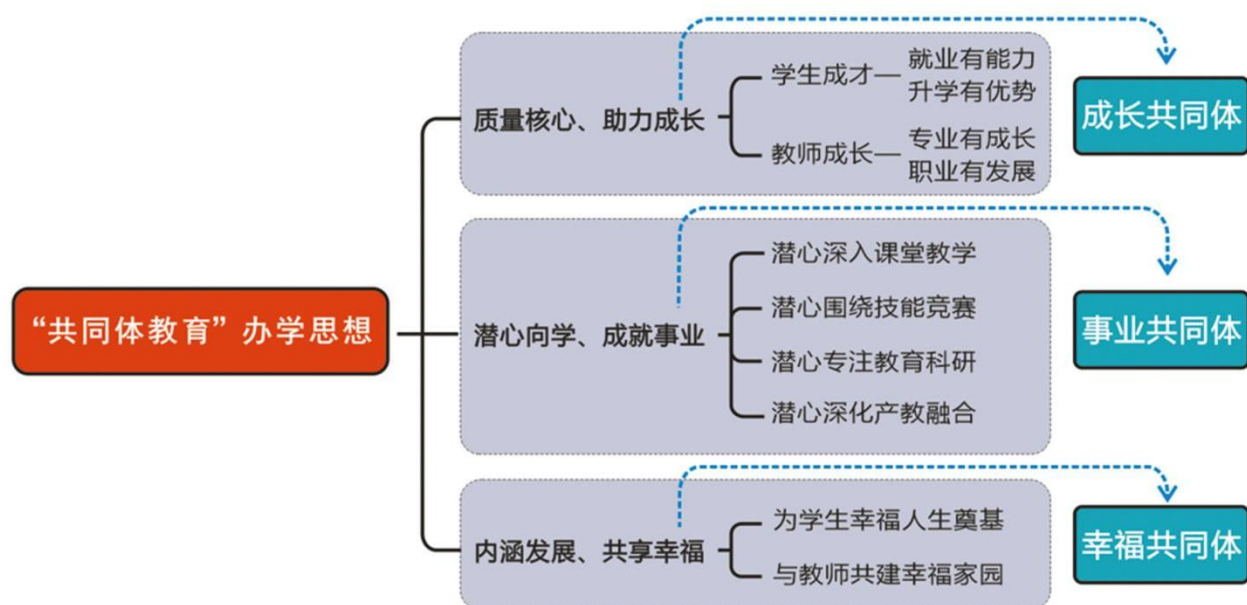 “共同体教育”办学思想
质量核心、助力成长
学生成才—
就业有能力
升学有优势
教师成长—
专业有成长
职业有发展
成长共同体
潜心向学、成就事业
潜心深入课堂教学
潜心围绕技能竞赛
潜心专注教育科研
潜心深化产教融合
事业共同体
内涵发展、共享幸福
为学生幸福人生奠基
与教师共建幸福家园
幸福共同体